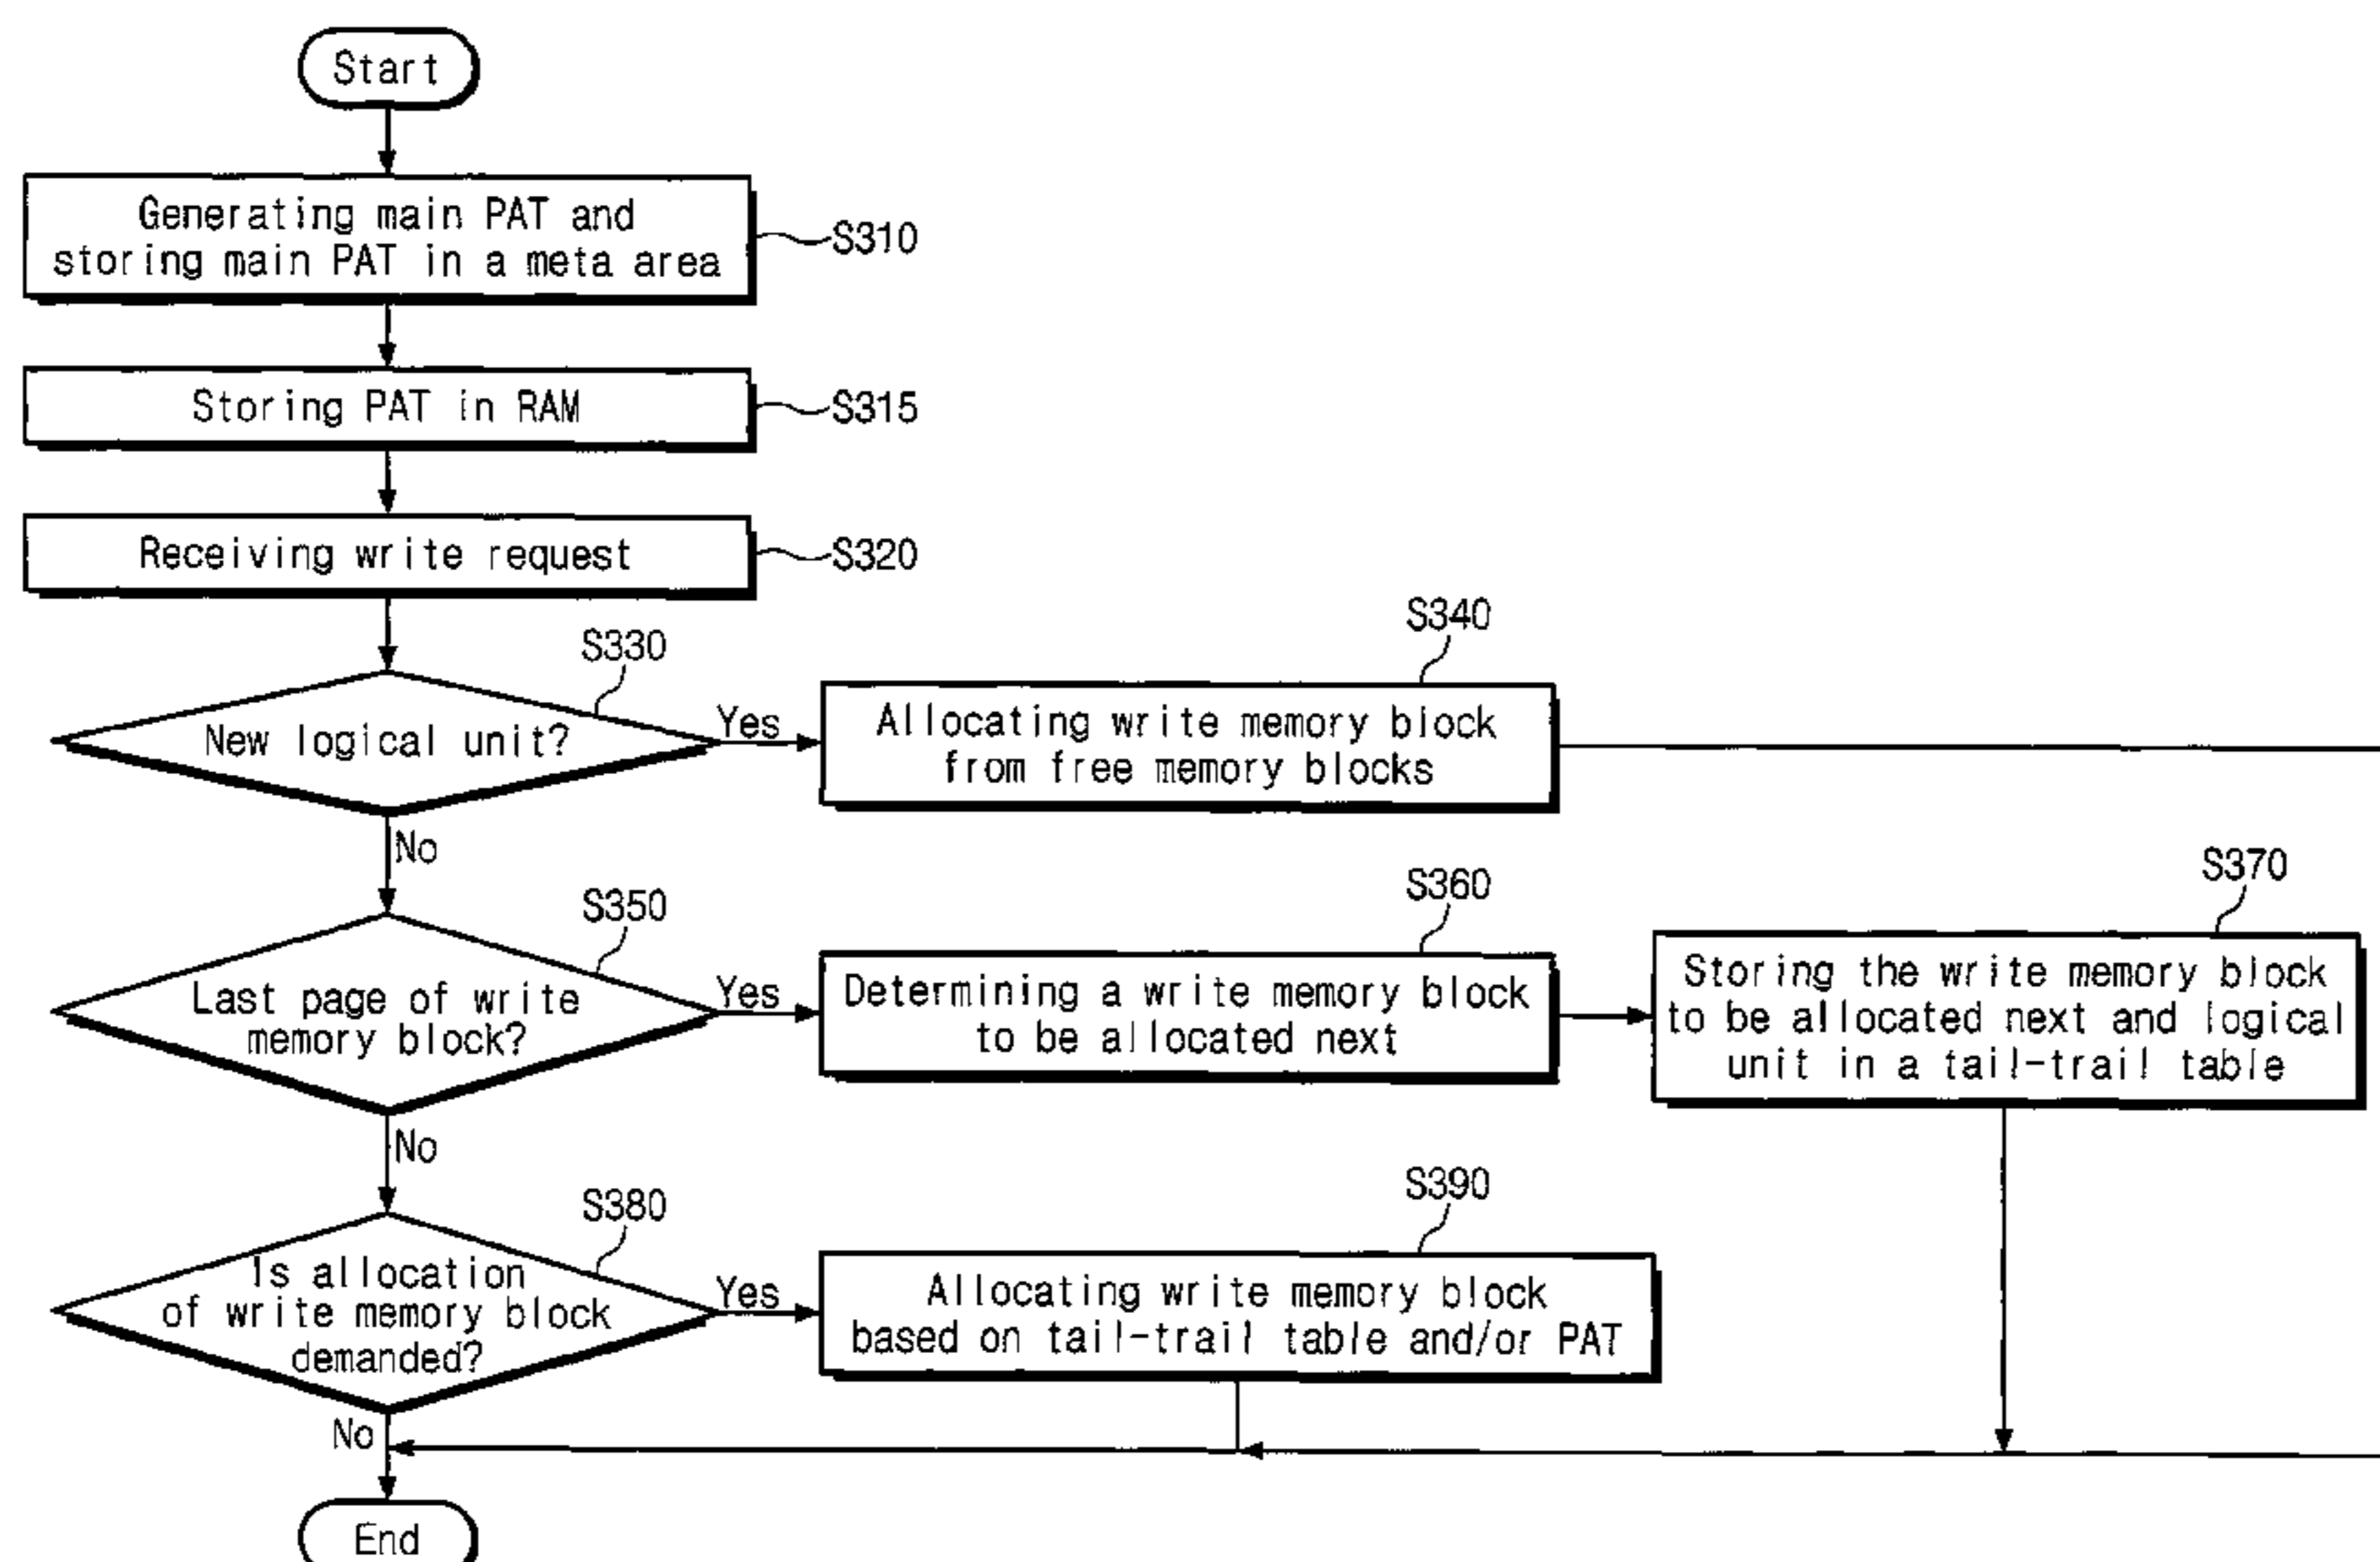 Start
Generating main PAT and
storing main PAT in a meta area
S310
Storing PAT in RAM
S315
Receiving write request
S320
S330
New logical unit?
Yes
S340
Allocating write memory block
from free memory blocks
No
S350
Last page of write
memory block?
Yes
S360
Determining a write memory block
to be allocated next
S370
Storing the write memory block
to be allocated next and logical
unit in a tail-trail table
No
S380
Is allocation
of write memory block
demanded?
Yes
S390
Allocating write memory block
based on tail-trail table and/or PAT
No
End